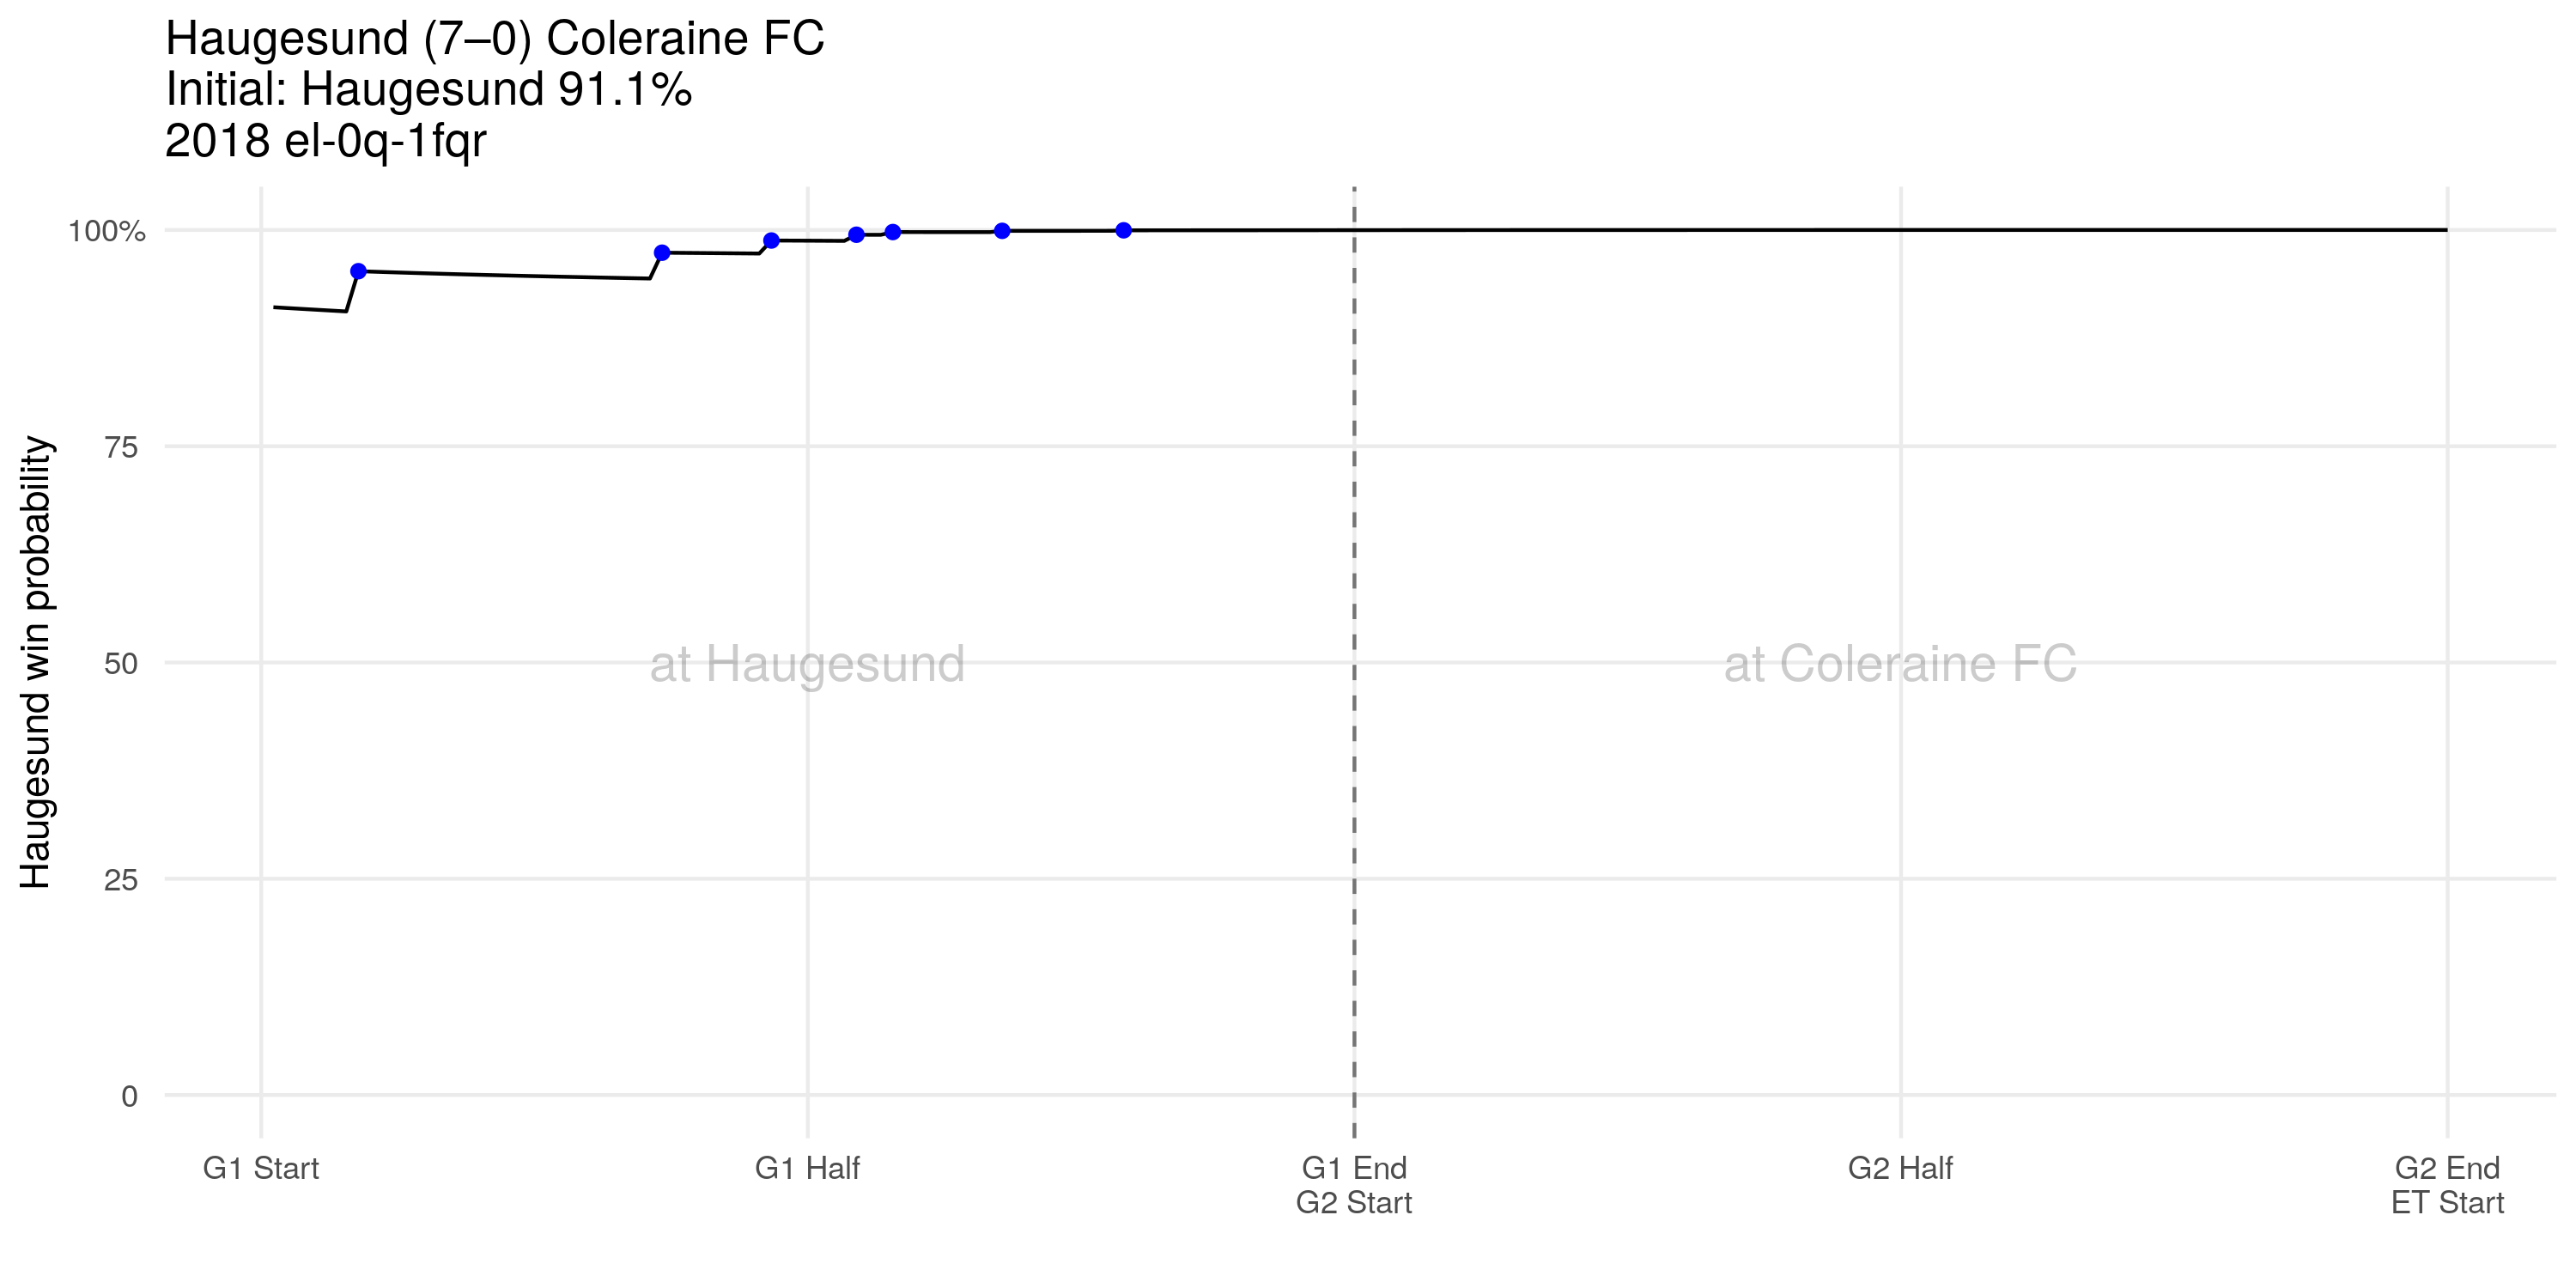 Haugesund (7–0) Coleraine FC
Initial: Haugesund 91.1%
2018 el-0q-1fqr
Haugesund win probability
100%
75
50
25
0
at Haugesund
at Coleraine FC
G1 Start
G1 Half
G1 End
G2 Start
G2 Half
G2 End
ET Start